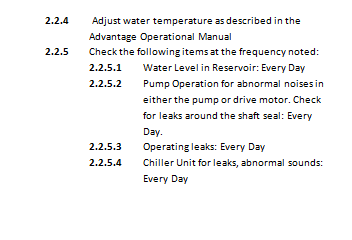 2.2.4 Adjust water temperature as described in the
Advantage Operational Manual
2.2.5 Check the following items at the frequency noted:
2.2.5.1 Water Level in Reservoir: Every Day
2.2.5.2 Pump Operation for abnormal noises in
either the pump or drive motor. Check
for leaks around the shaft seal: Every
Day.
2.2.5.3 Operating leaks: Every Day
2.2.5.4 Chiller Unit for leaks, abnormal sounds:
Every Day